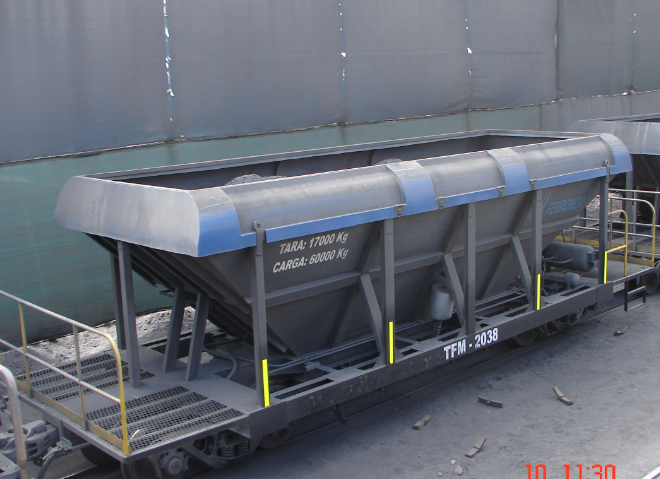 TARA: 17000 Kg
CARGA: 60000 Kg
TFM - 2038
10 11:30